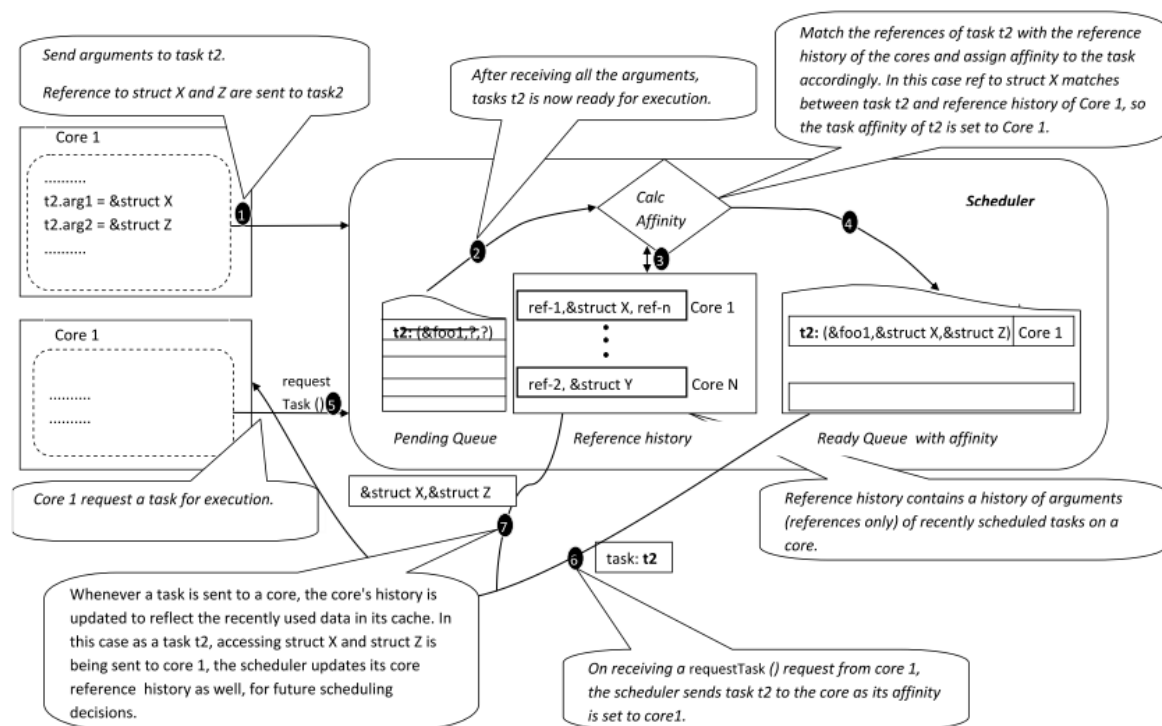 Send arguments to task t2.
Reference to struct X and Z are sent to task2
After receiving all the arguments,
tasks t2 is now ready for execution.
Match the references of task t2 with the reference
history of the cores and assign affinity to the task
accordingly. In this case ref to struct X matches
between task t2 and reference history of Core 1, so
the task affinity of t2 is set to Core 1.
Core 1
..........
t2.arg1 = &struct X
t2.arg2 = &struct Z
..........
1
Calc
Affinity
Scheduler
2
3
4
t2: (&foo1,?,?)
ref-1,&struct X, ref-n
Core 1
ref-2, &struct Y
Core N
t2: (&foo1,&struct X,&struct Z)
Core 1
Pending Queue
Reference history
Ready Queue with affinity
Core 1
..........
..........
request
Task ()
5
Core 1 request a task for execution.
&struct X,&struct Z
7
6
task: t2
Reference history contains a history of arguments
(references only) of recently scheduled tasks on a
core.
Whenever a task is sent to a core, the core's history is
updated to reflect the recently used data in its cache. In
this case as a task t2, accessing struct X and struct Z is
being sent to core 1, the scheduler updates its core
reference history as well, for future scheduling
decisions.
On receiving a requestTask () request from core 1,
the scheduler sends task t2 to the core as its affinity
is set to core1.